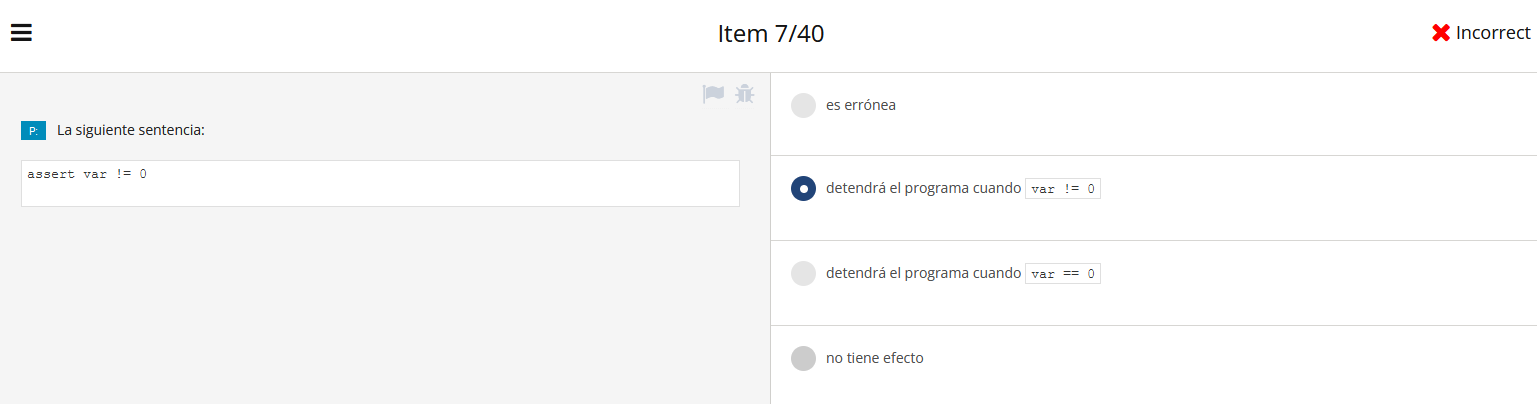 Item 7/40
Incorrect
P: La siguiente sentencia:
assert var != 0
es errónea
detendrá el programa cuando var != 0
detendrá el programa cuando var == 0
no tiene efecto